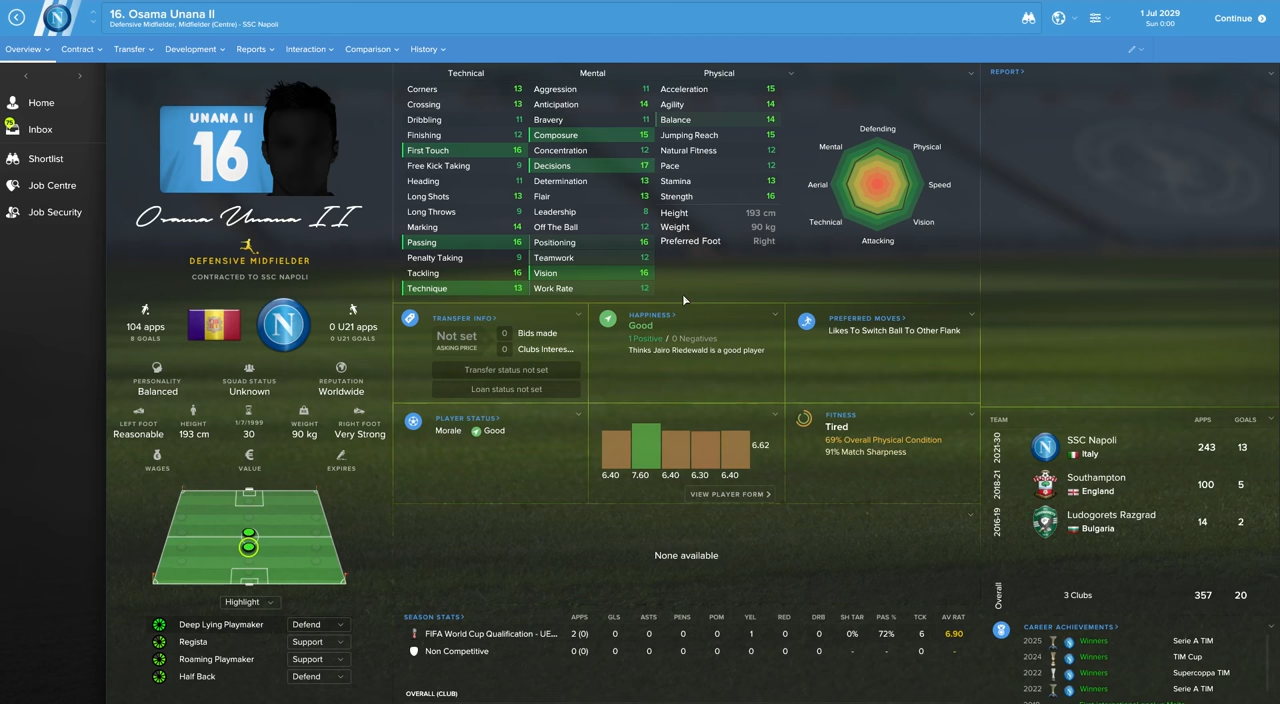 16. Osama Unana II
Defensive Midfielder, Midfielder (Centre) - SSC Napoli
1 Jul 2029
Sun 0:00
Continue
Overview
Contract
Transfer
Development
Reports
Interaction
Comparison
History
Home
75
Inbox
Shortlist
Job Centre
Job Security
UNANA II
16
Osama Unana II
DEFENSIVE MIDFIELDER
CONTRACTED TO SSC NAPOLI
104 apps
8 GOALS
0 U21 apps
0 U21 GOALS
PERSONALITY
Balanced
SQUAD STATUS
Unknown
REPUTATION
Worldwide
LEFT FOOT
Reasonable
HEIGHT
193 cm
1/7/1999
30
WEIGHT
90 kg
RIGHT FOOT
Very Strong
WAGES
VALUE
EXPIRES
Highlight
Deep Lying Playmaker Defend
Regista Support
Roaming Playmaker Support
Half Back Defend
Technical Mental Physical
Corners 13 Aggression 11 Acceleration 15
Crossing 13 Anticipation 14 Agility 14
Dribbling 11 Bravery 11 Balance 14
Finishing 12 Composure 15 Jumping Reach 15
First Touch 16 Concentration 12 Natural Fitness 12
Free Kick Taking 9 Decisions 17 Pace 12
Heading 11 Determination 13 Stamina 13
Long Shots 13 Flair 13 Strength 16
Long Throws 9 Leadership 8 Height 193 cm
Marking 14 Off The Ball 12 Weight 90 kg
Passing 16 Positioning 16 Preferred Foot Right
Penalty Taking 9 Teamwork 12
Tackling 16 Vision 16
Technique 13 Work Rate 12
Defending
Mental Physical
Aerial Speed
Technical Vision
Attacking
TRANSFER INFO >
Not set
ASKING PRICE
0 Bids made
0 Clubs Interes...
Transfer status not set
Loan status not set
HAPPINESS >
Good
1 Positive / 0 Negatives
Thinks Jairo Riedewald is a good player
PREFERRED MOVES >
Likes To Switch Ball To Other Flank
PLAYER STATUS >
Morale Good
6.62
6.40 7.60 6.40 6.30 6.40
VIEW PLAYER FORM >
FITNESS
Tired
69% Overall Physical Condition
91% Match Sharpness
None available
SEASON STATS > APPS GLS ASTS PENS POM YEL RED DRB SH TAR PAS % TCK AV RAT
FIFA World Cup Qualification - UE... 2 (0) 0 0 0 0 1 0 0 0% 72% 6 6.90
Non Competitive 0 (0) 0 0 0 0 0 0 0 - - 0 -
OVERALL (CLUB)
REPORT >
TEAM APPS GOALS
2021-30 SSC Napoli 243 13
Italy
2018-21 Southampton 100 5
England
2016-19 Ludogorets Razgrad 14 2
Bulgaria
Overall 3 Clubs 357 20
CAREER ACHIEVEMENTS >
2025 Winners Serie A TIM
2024 Winners TIM Cup
2022 Winners Supercoppa TIM
2022 Winners Serie A TIM